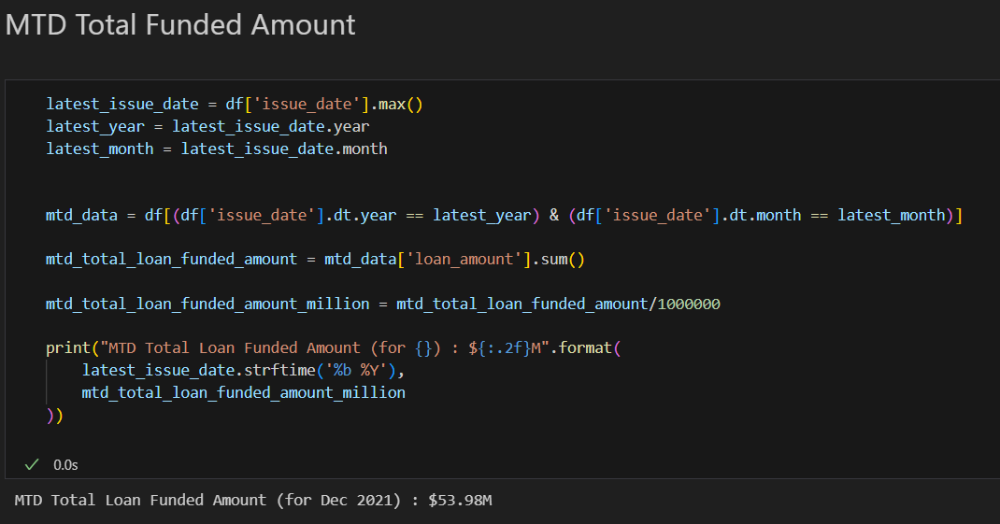 MTD Total Funded Amount
latest_issue_date = df['issue_date'].max()
latest_year = latest_issue_date.year
latest_month = latest_issue_date.month
mtd_data = df[(df['issue_date'].dt.year == latest_year) & (df['issue_date'].dt.month == latest_month)]
mtd_total_loan_funded_amount = mtd_data['loan_amount'].sum()
mtd_total_loan_funded_amount_million = mtd_total_loan_funded_amount/1000000
print("MTD Total Loan Funded Amount (for {}) : ${:.2f}M".format(
    latest_issue_date.strftime('%b %Y'),
    mtd_total_loan_funded_amount_million
))
0.0s
MTD Total Loan Funded Amount (for Dec 2021) : $53.98M